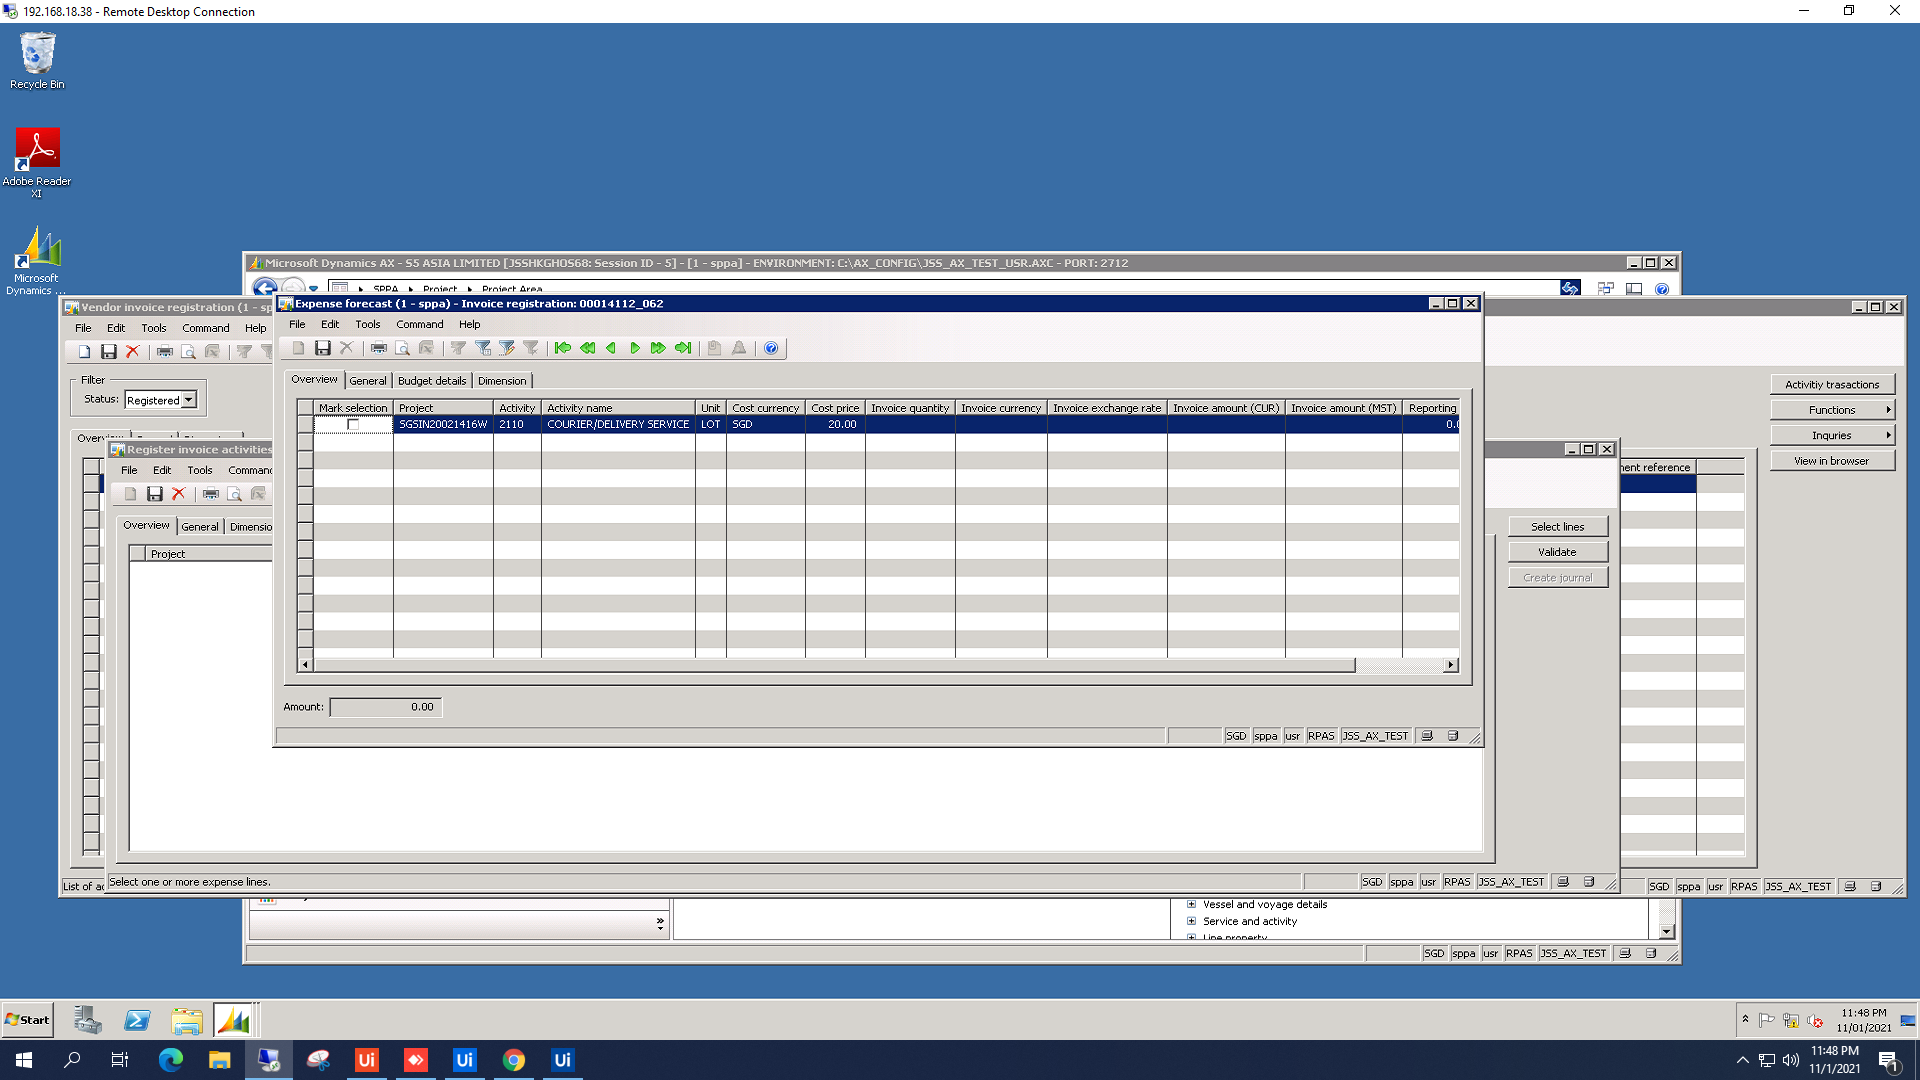 192.168.18.38 - Remote Desktop Connection
Recycle Bin
Adobe Reader
XI
Microsoft
Dynamics ...
Microsoft Dynamics AX - S5 ASIA LIMITED [JSSHKGHOS68: Session ID - 5] - [1 - sppa] - ENVIRONMENT: C:\AX_CONFIG\JSS_AX_TEST_USR.AXC - PORT: 2712
SPPA Project Project Area
Vendor invoice registration (1 - sp
File Edit Tools Command Help
Filter
Status: Registered
Expense forecast (1 - sppa) - Invoice registration: 00014112_062
File Edit Tools Command Help
Overview General Budget details Dimension
Mark selection Project Activity Activity name Unit Cost currency Cost price Invoice quantity Invoice currency Invoice exchange rate Invoice amount (CUR) Invoice amount (MST) Reporting
SGSIN20021416W 2110 COURIER/DELIVERY SERVICE LOT SGD 20.00 0.0
Amount: 0.00
SGD sppa usr RPAS JSS_AX_TEST
Activitiy trasactions
Functions
Inquries
View in browser
ent reference
Register invoice activities
File Edit Tools Comman
Overview General Dimensio
Project
Select lines
Validate
Create journal
Select one or more expense lines.
SGD sppa usr RPAS JSS_AX_TEST
List of ac
SGD sppa usr RPAS JSS_AX_TEST
Vessel and voyage details
Service and activity
Line property
SGD sppa usr RPAS JSS_AX_TEST
Start
11:48 PM
11/01/2021
Ui
Ui
Ui
11:48 PM
11/1/2021
1